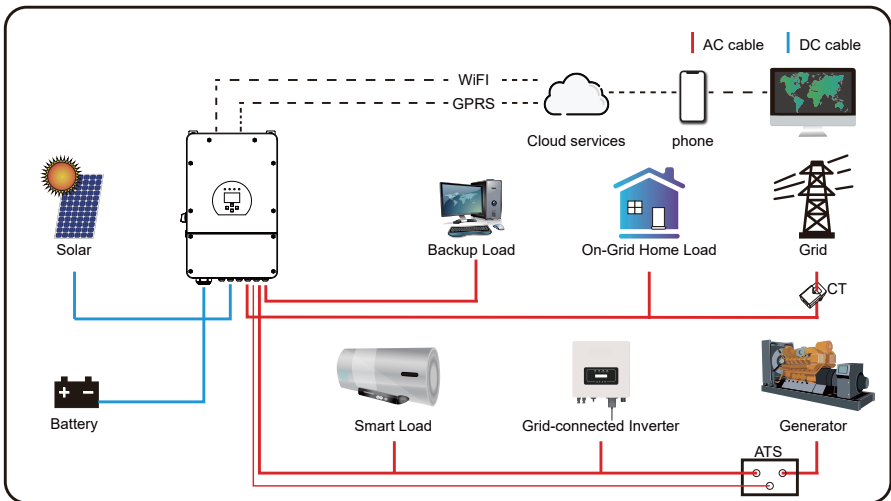 AC cable
DC cable
WiFI
GPRS
Cloud services
phone
Solar
Backup Load
On-Grid Home Load
Grid
CT
Battery
Smart Load
Grid-connected Inverter
Generator
ATS